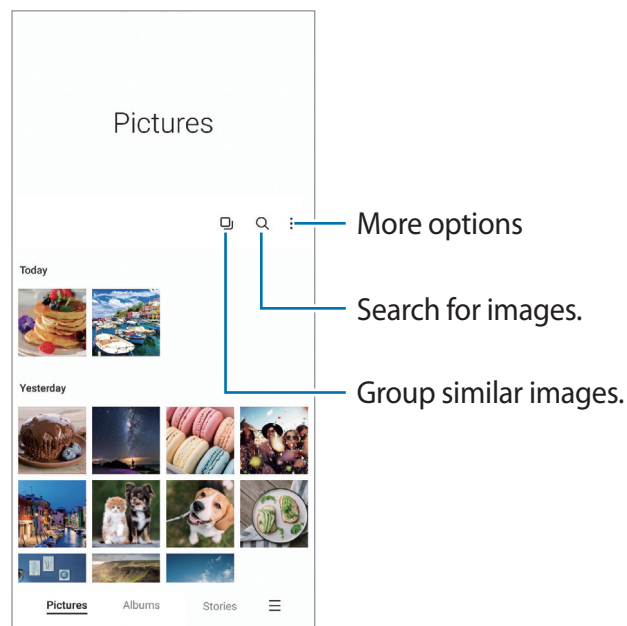 Pictures
More options
Today
Search for images.
Yesterday
Group similar images.
Pictures Albums Stories